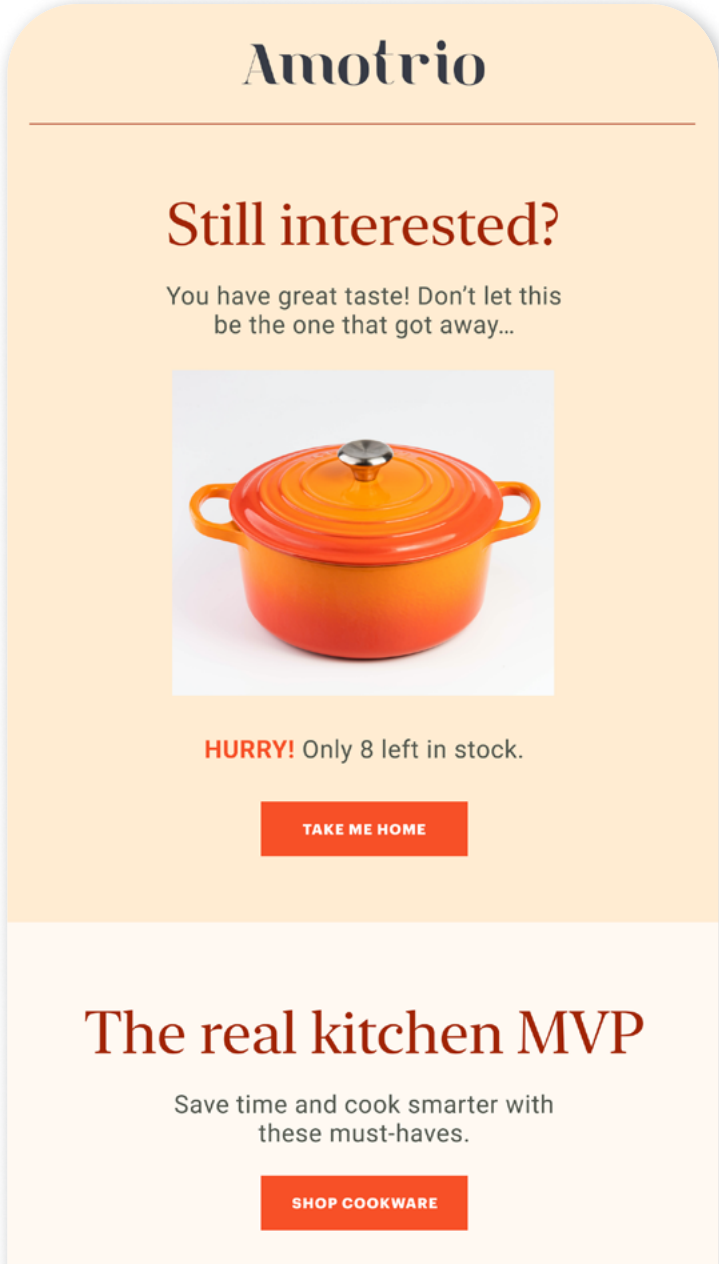 Amotrio
Still interested?
You have great taste! Don’t let this
be the one that got away…
HURRY! Only 8 left in stock.
TAKE ME HOME
The real kitchen MVP
Save time and cook smarter with
these must-haves.
SHOP COOKWARE